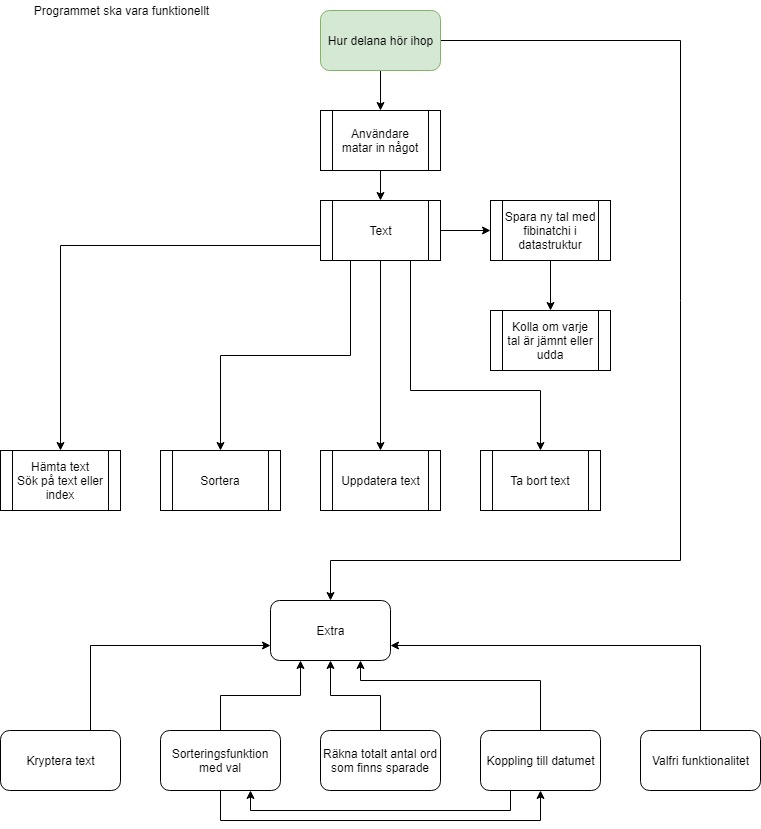 Programmet ska vara funktionellt
Hur delana hör ihop
Användare
matar in något
Text
Spara ny tal med
fibinatchi i
datastruktur
Kolla om varje
tal är jämnt eller
udda
Hämta text
Sök på text eller
index
Sortera
Uppdatera text
Ta bort text
Extra
Kryptera text
Sorteringsfunktion
med val
Räkna totalt antal ord
som finns sparade
Koppling till datumet
Valfri funktionalitet